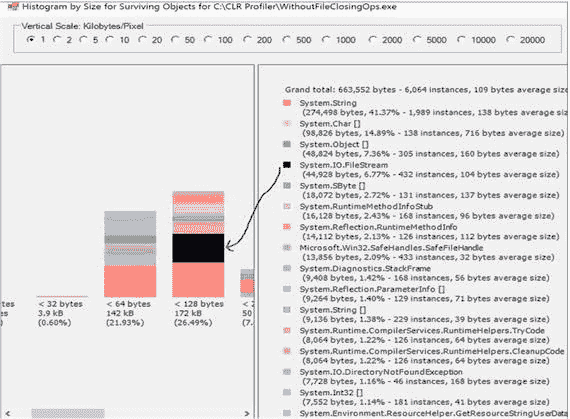 Histogram by Size for Surviving Objects for C:\CLR Profiler\WithoutFileClosingOps.exe
Vertical Scale: Kilobytes/Pixel
1 2 5 10 20 50 100 200 500 1000 2000 5000 10000 20000
Grand total: 663,552 bytes - 6,064 instances, 109 bytes average size)
System.String
(274,498 bytes, 41.37% - 1,989 instances, 138 bytes average size)
System.Char []
(98,826 bytes, 14.89% - 138 instances, 716 bytes average size)
System.Object []
(48,824 bytes, 7.36% - 305 instances, 160 bytes average size)
System.IO.FileStream
(44,928 bytes, 6.77% - 432 instances, 104 bytes average size)
System.SByte []
(18,072 bytes, 2.72% - 131 instances, 137 bytes average size)
System.RuntimeMethodInfoStub
(16,128 bytes, 2.43% - 168 instances, 96 bytes average size)
System.Reflection.RuntimeMethodInfo
(14,112 bytes, 2.13% - 126 instances, 112 bytes average size)
Microsoft.Win32.SafeHandles.SafeFileHandle
(13,856 bytes, 2.09% - 433 instances, 32 bytes average size)
System.Diagnostics.StackFrame
(9,408 bytes, 1.42% - 168 instances, 56 bytes average size)
System.Reflection.ParameterInfo []
(9,264 bytes, 1.40% - 129 instances, 71 bytes average size)
System.String []
(9,136 bytes, 1.38% - 229 instances, 39 bytes average size)
System.Runtime.CompilerServices.RuntimeHelpers.TryCode
(8,064 bytes, 1.22% - 126 instances, 64 bytes average size)
System.Runtime.CompilerServices.RuntimeHelpers.CleanupCode
(8,064 bytes, 1.22% - 126 instances, 64 bytes average size)
System.IO.DirectoryNotFoundException
(7,728 bytes, 1.16% - 46 instances, 168 bytes average size)
System.Int32 []
(7,552 bytes, 1.14% - 181 instances, 41 bytes average size)
System.Environment.ResourceHelper.GetResourceStringUserData
< 32 bytes
3.9 kB
(0.60%)
< 64 bytes
142 kB
(21.93%)
< 128 bytes
172 kB
(26.49%)
< 2
50
(7.